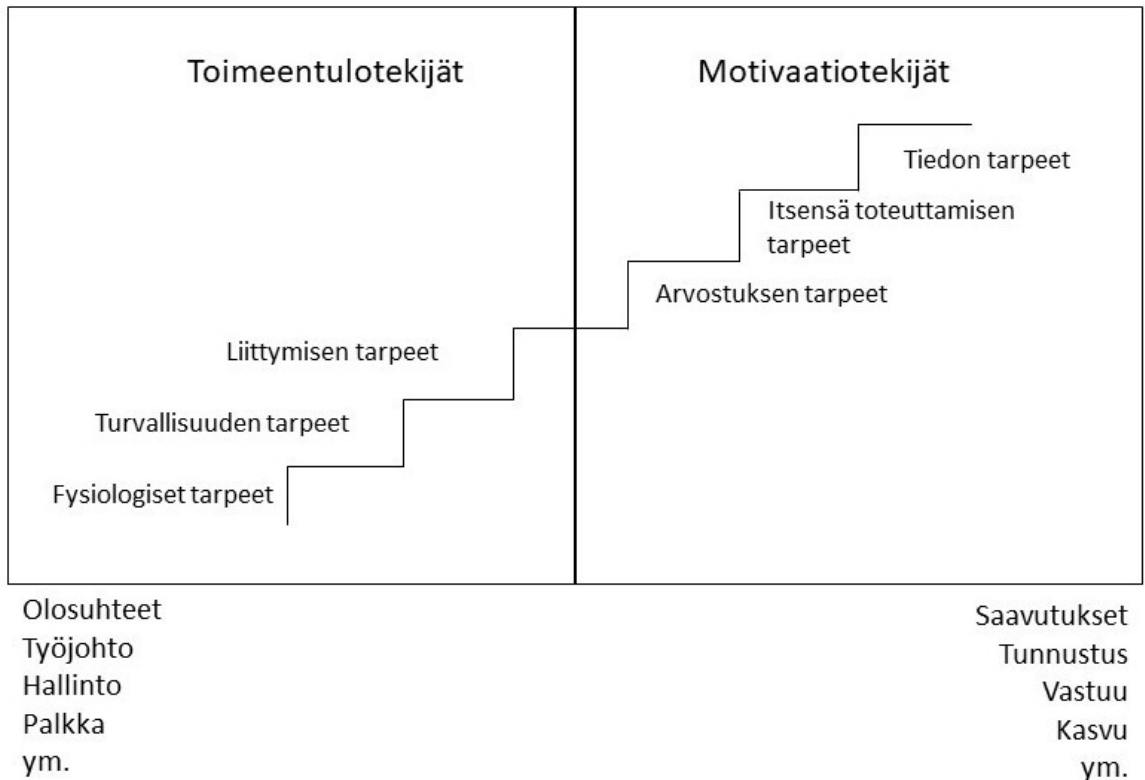 Toimeentulotekijät
Motivaatiotekijät
Tiedon tarpeet
Itsensä toteuttamisen
tarpeet
Arvostuksen tarpeet
Liittymisen tarpeet
Turvallisuuden tarpeet
Fysiologiset tarpeet
Olosuhteet
Työjohto
Hallinto
Palkka
ym.
Saavutukset
Tunnustus
Vastuu
Kasvu
ym.